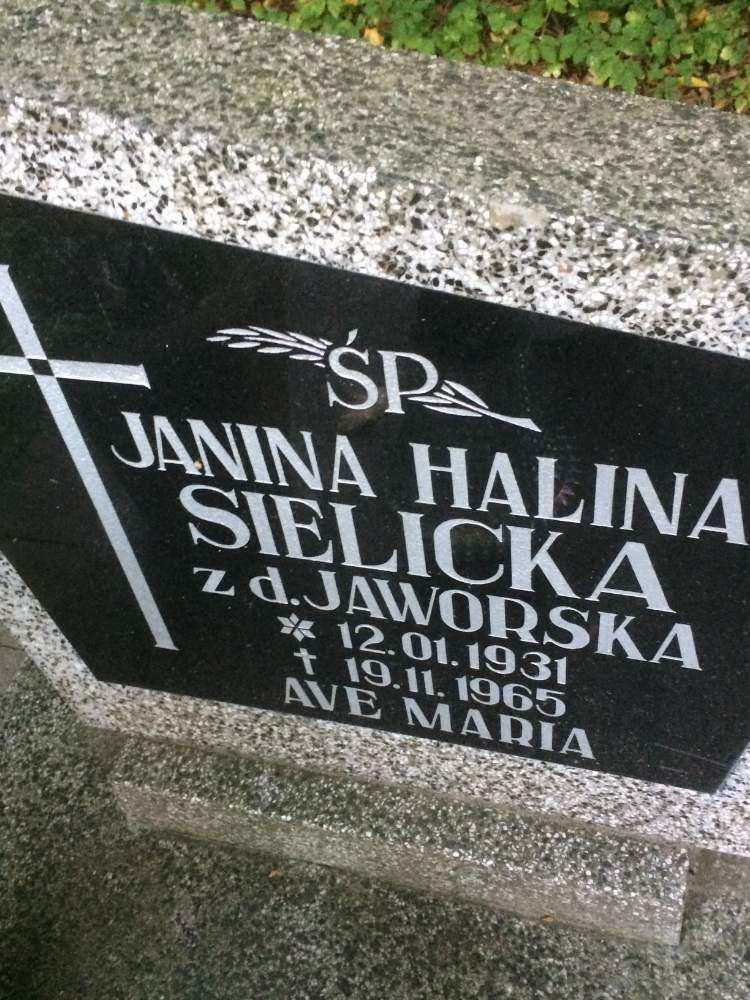 ŚP
JANINA HALINA
SIELICKA
z d. JAWORSKA
* 12.01.1931
† 19.11.1965
AVE MARIA